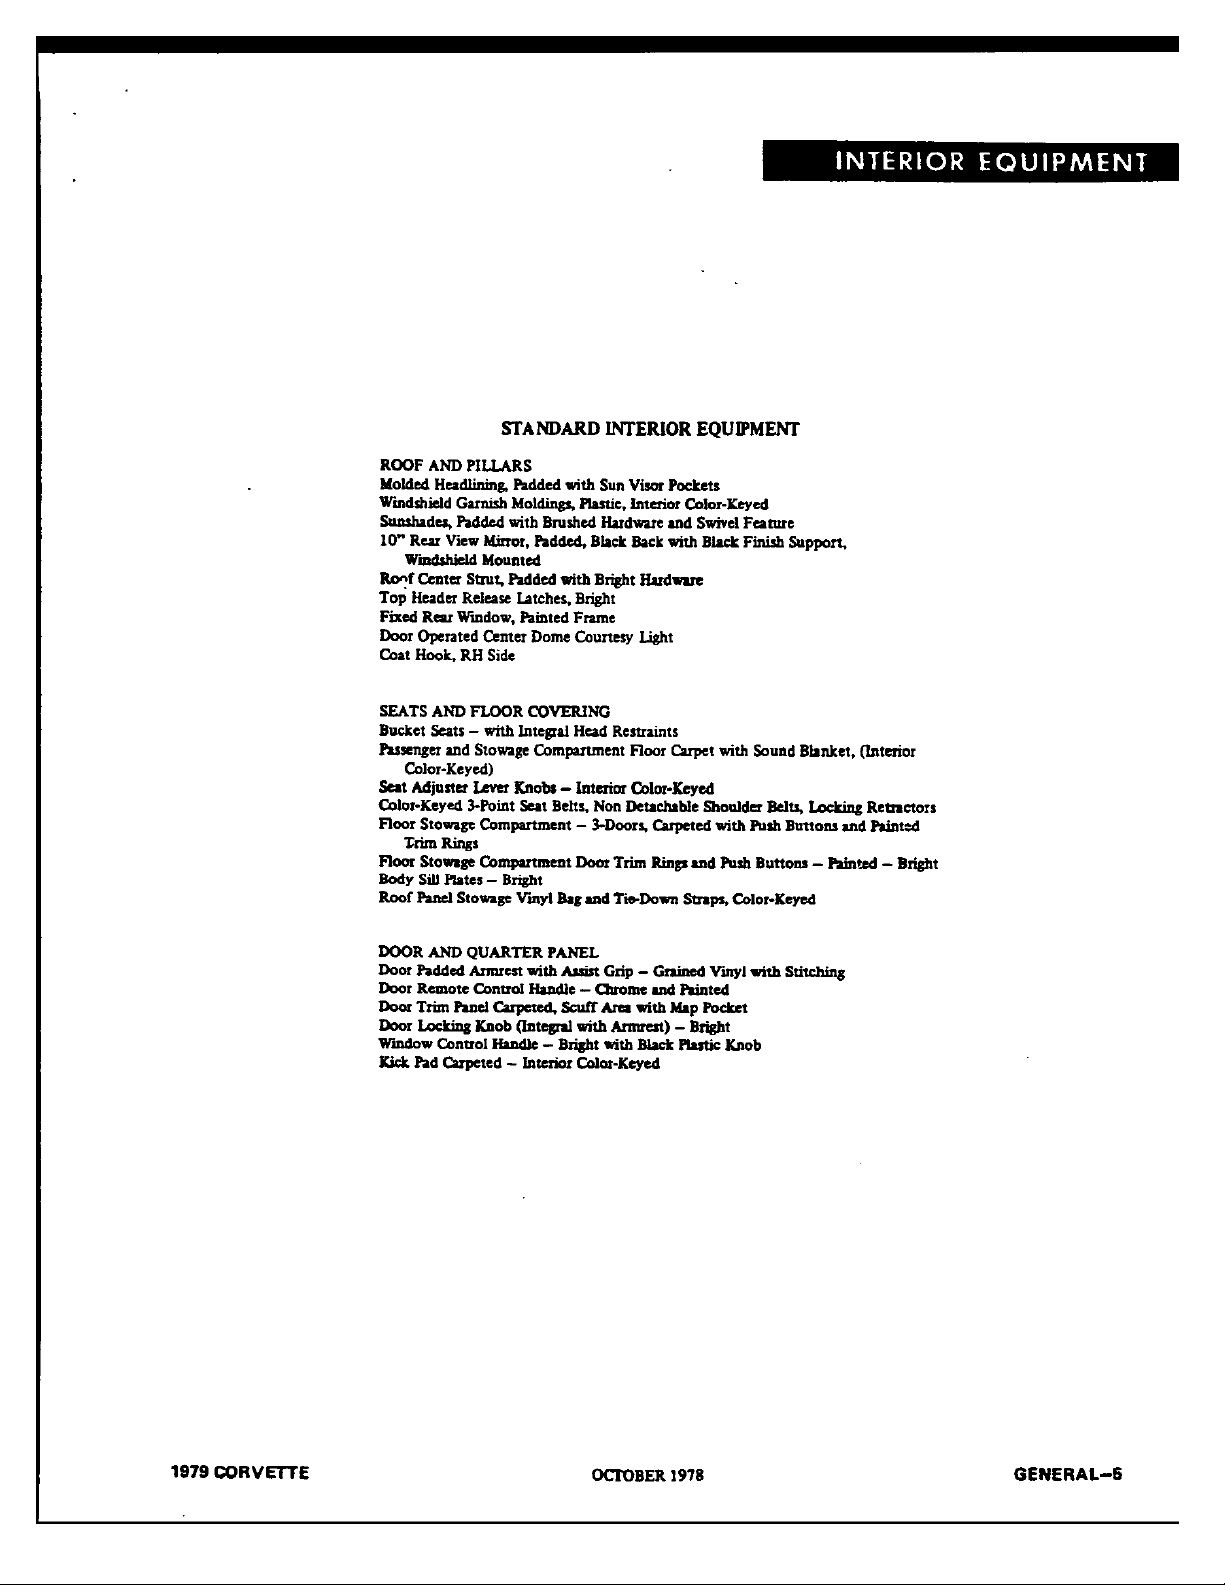 INTERIOR EQUIPMENT
STANDARD INTERIOR EQUIPMENT
ROOF AND PILLARS
Molded Headlining, Padded with Sun Visor Pockets
Windshield Garnish Moldings, Plastic, Interior Color-Keyed
Sunshades, Padded with Brushed Hardware and Swivel Feature
10" Rear View Mirror, Padded, Black Back with Black Finish Support,
Windshield Mounted
Roof Center Strut, Padded with Bright Hardware
Top Header Release Latches, Bright
Fixed Rear Window, Painted Frame
Door Operated Center Dome Courtesy Light
Coat Hook, RH Side
SEATS AND FLOOR COVERING
Bucket Seats – with Integral Head Restraints
Passenger and Stowage Compartment Floor Carpet with Sound Blanket, (Interior
Color-Keyed)
Seat Adjuster Lever Knobs – Interior Color-Keyed
Color-Keyed 3-Point Seat Belts, Non Detachable Shoulder Belts, Locking Retractors
Floor Stowage Compartment – 3-Doors, Carpeted with Push Buttons and Painted
Trim Rings
Floor Stowage Compartment Door Trim Rings and Push Buttons – Painted – Bright
Body Sill Plates – Bright
Roof Panel Stowage Vinyl Bag and Tie-Down Straps, Color-Keyed
DOOR AND QUARTER PANEL
Door Padded Armrest with Assist Grip – Grained Vinyl with Stitching
Door Remote Control Handle – Chrome and Painted
Door Trim Panel Carpeted, Scuff Area with Map Pocket
Door Locking Knob (Integral with Armrest) – Bright
Window Control Handle – Bright with Black Plastic Knob
Kick Pad Carpeted – Interior Color-Keyed
1979 CORVETTE
OCTOBER 1978
GENERAL–5